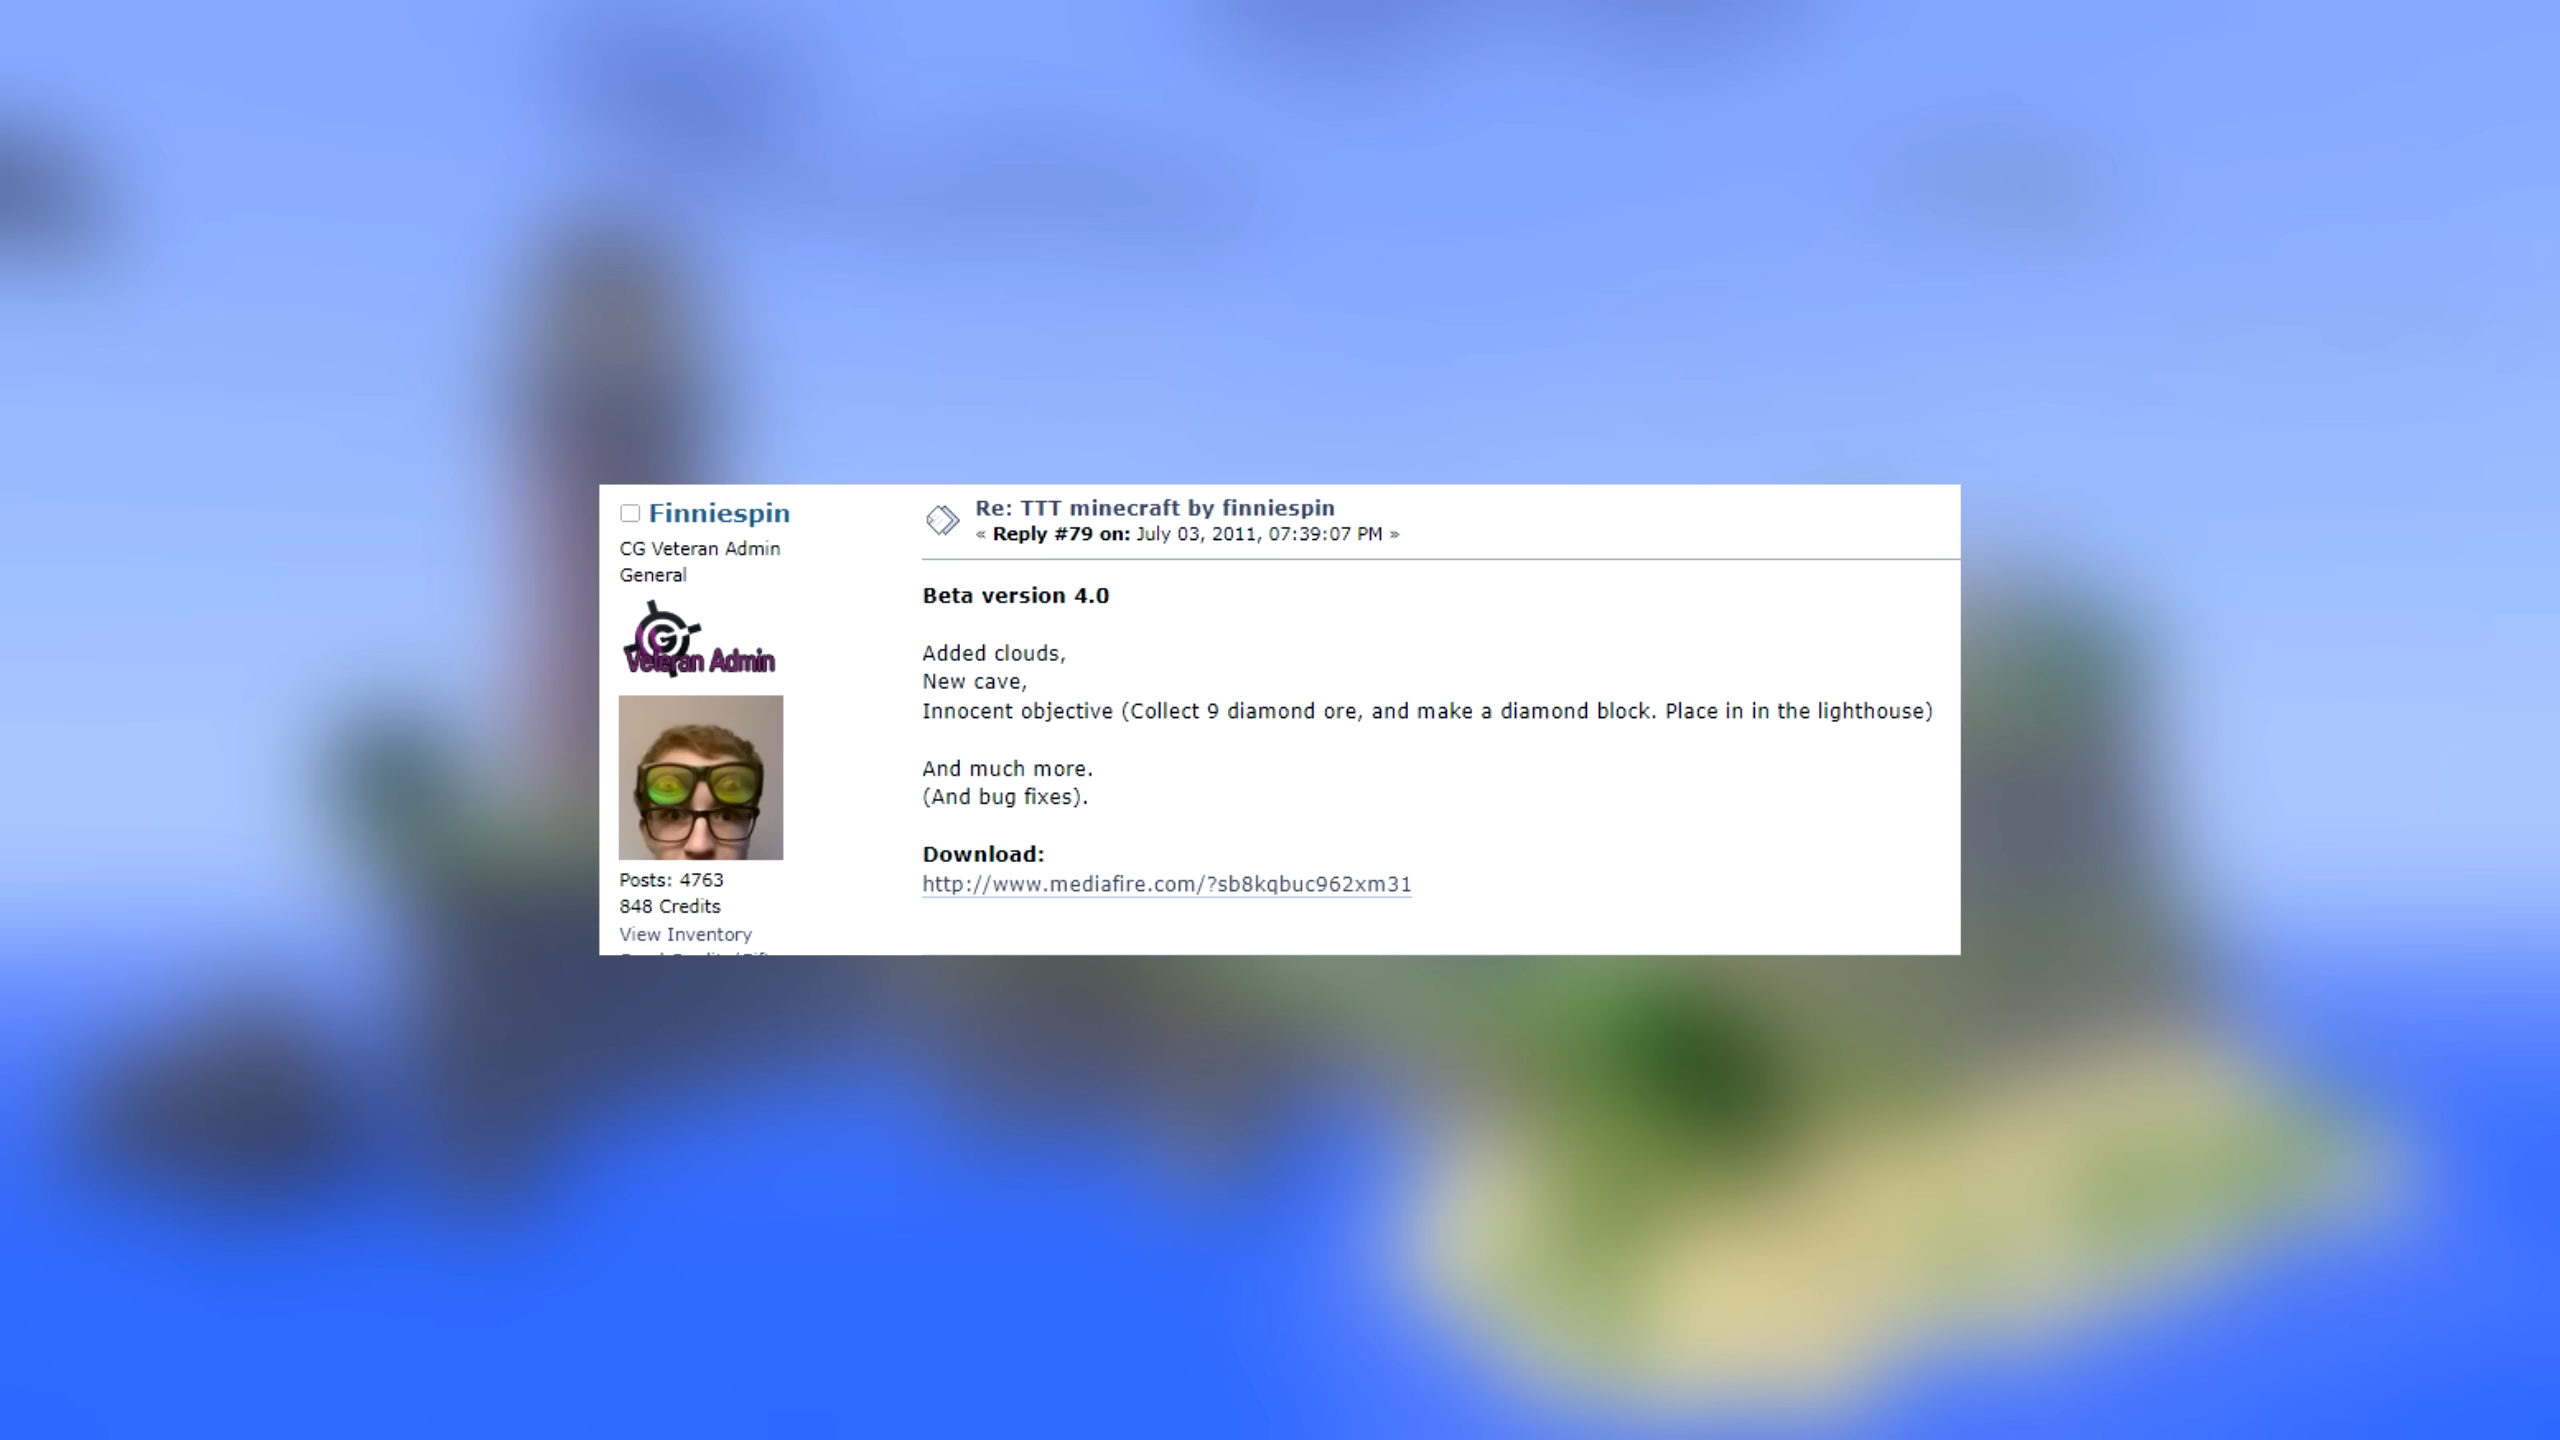 Finniespin
CG Veteran Admin
General
Veteran Admin
Posts: 4763
848 Credits
View Inventory
Re: TTT minecraft by finniespin
« Reply #79 on: July 03, 2011, 07:39:07 PM »
Beta version 4.0
Added clouds,
New cave,
Innocent objective (Collect 9 diamond ore, and make a diamond block. Place in in the lighthouse)
And much more.
(And bug fixes).
Download:
http://www.mediafire.com/?sb8kqbuc962xm31